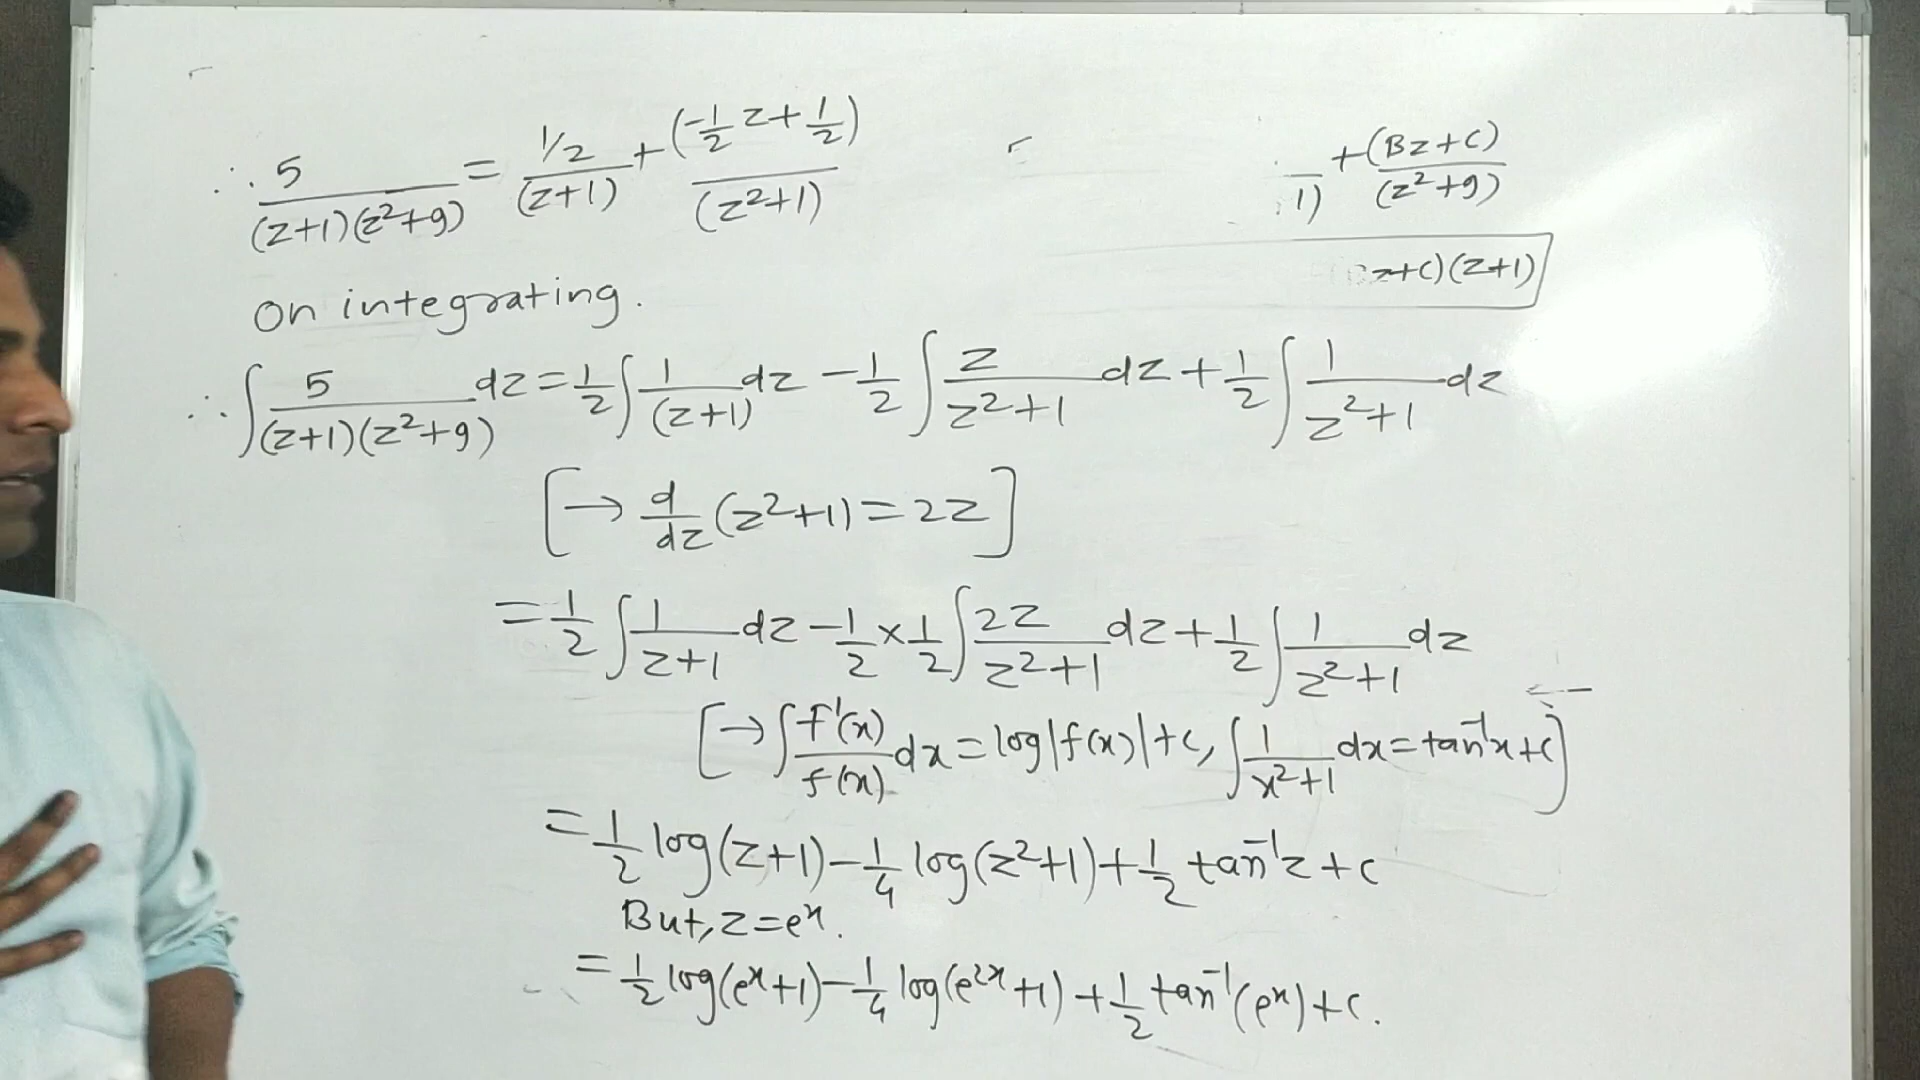 ∴ 5/((z+1)(z²+9)) = (1/2)/(z+1) + (-1/2 z + 1/2)/(z²+1)
1) + (Bz+C)/(z²+9)
z+C)(z+1)
on integrating.
∴ ∫ 5/((z+1)(z²+9)) dz = 1/2 ∫ 1/(z+1) dz - 1/2 ∫ z/(z²+1) dz + 1/2 ∫ 1/(z²+1) dz
[→ d/dz (z²+1) = 2z]
= 1/2 ∫ 1/(z+1) dz - 1/2 × 1/2 ∫ 2z/(z²+1) dz + 1/2 ∫ 1/(z²+1) dz
[→ ∫ f'(x)/f(x) dx = log|f(x)| + c, ∫ 1/(x²+1) dx = tan⁻¹x + c]
= 1/2 log(z+1) - 1/4 log(z²+1) + 1/2 tan⁻¹z + c
But, z = eˣ.
= 1/2 log(eˣ+1) - 1/4 log(e²ˣ+1) + 1/2 tan⁻¹(eˣ) + c.